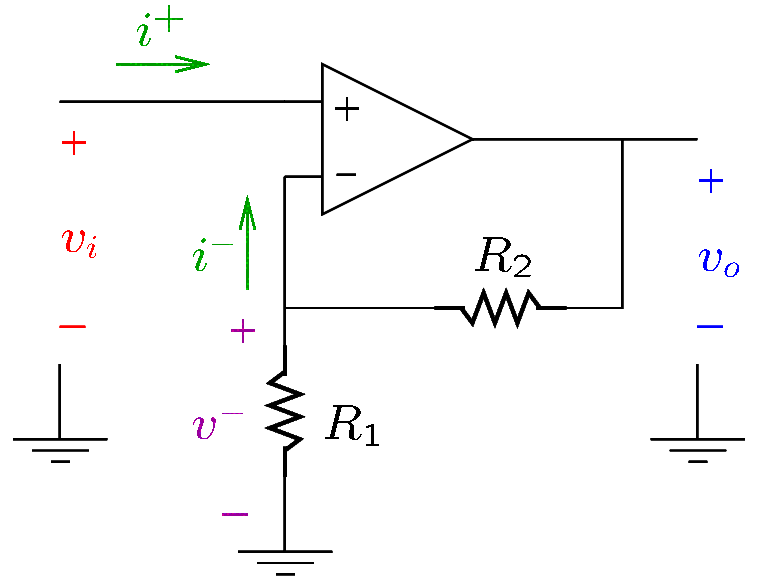 i⁺
+
+
−
+
vᵢ
i⁻
R₂
vₒ
+
−
−
v⁻
R₁
−